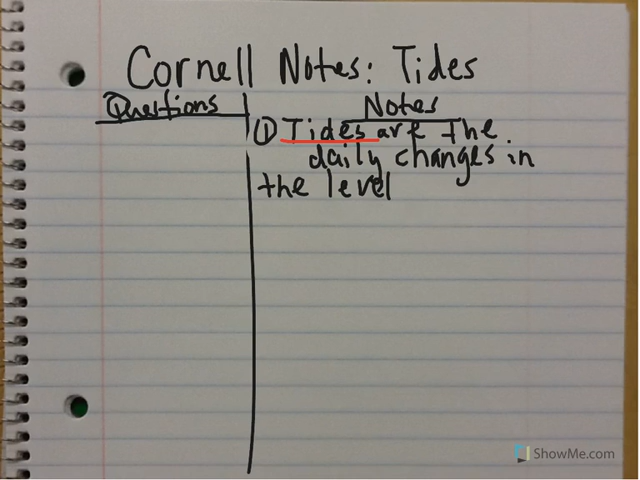 Cornell Notes: Tides
Questions
Notes
① Tides are the
daily changes in
the level
ShowMe.com